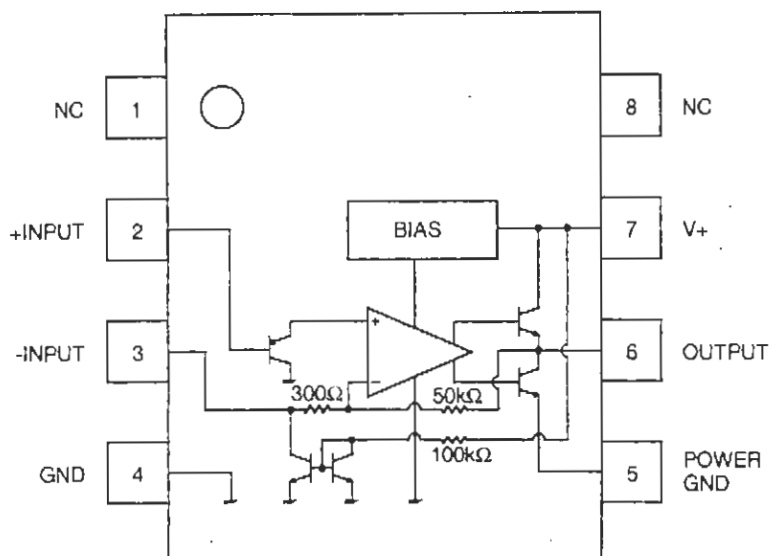 NC 1 8 NC
+INPUT 2 BIAS 7 V+
+
-INPUT 3 6 OUTPUT
−
300Ω 50kΩ
100kΩ
GND 4 5 POWER
GND